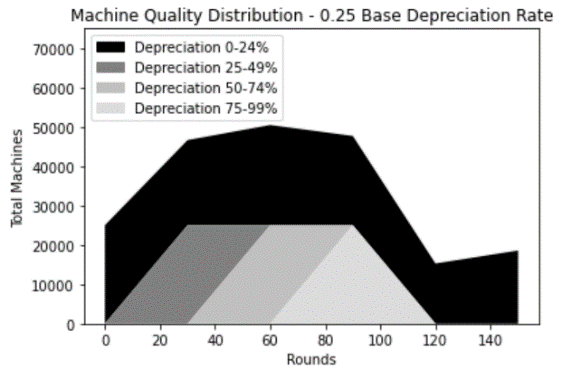 Machine Quality Distribution - 0.25 Base Depreciation Rate
70000
60000
50000
40000
30000
20000
10000
0
Total Machines
Depreciation 0-24%
Depreciation 25-49%
Depreciation 50-74%
Depreciation 75-99%
0 20 40 60 80 100 120 140
Rounds